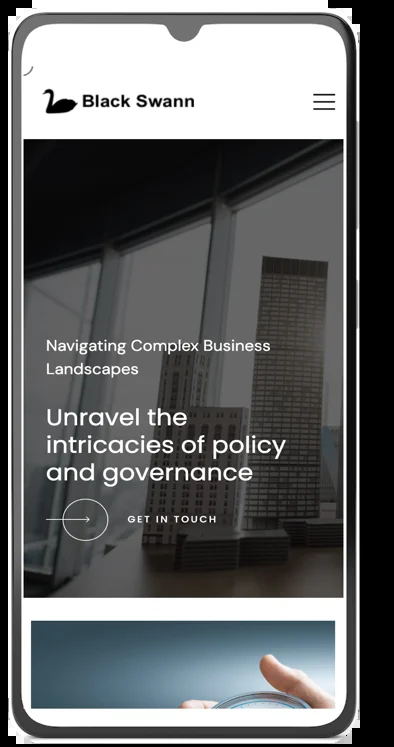 Black Swann
Navigating Complex Business
Landscapes
Unravel the
intricacies of policy
and governance
GET IN TOUCH